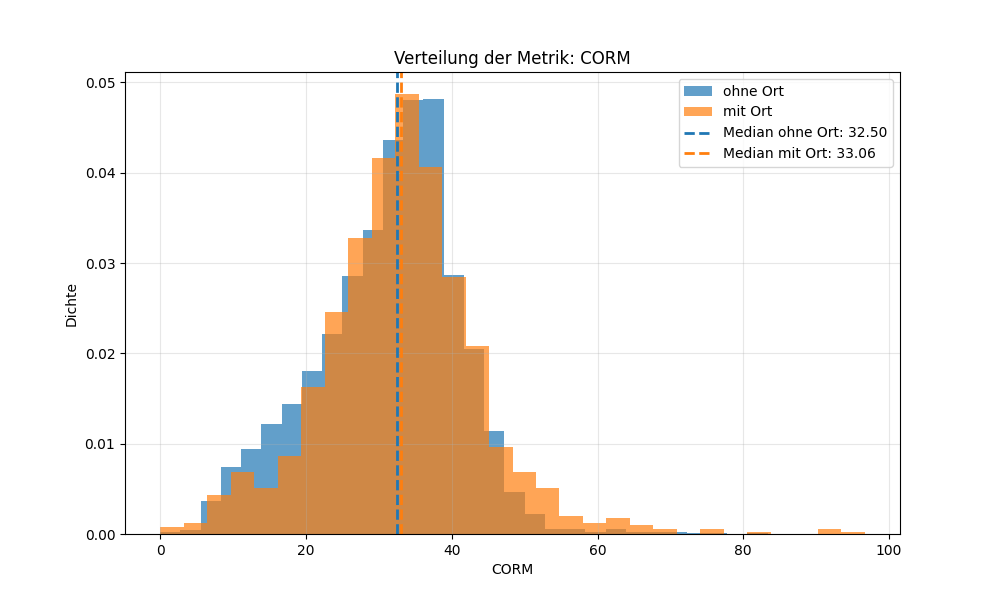 Verteilung der Metrik: CORM
ohne Ort
mit Ort
Median ohne Ort: 32.50
Median mit Ort: 33.06
Dichte
0.05
0.04
0.03
0.02
0.01
0.00
0 20 40 60 80 100
CORM